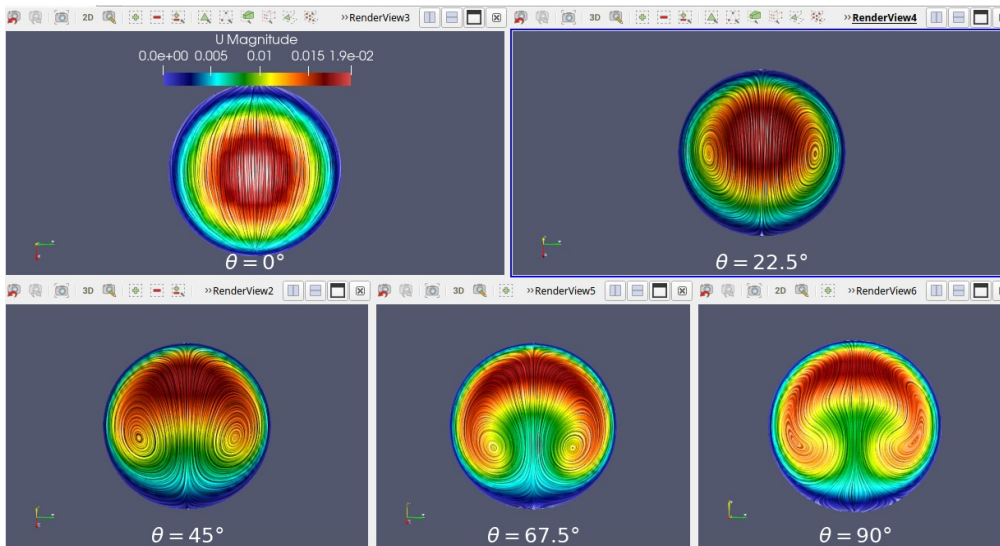 2D
»RenderView3
3D
»RenderView4
U Magnitude
0.0e+00 0.005 0.01 0.015 1.9e-02
θ = 0°
θ = 22.5°
3D
»RenderView2
3D
»RenderView5
2D
»RenderView6
θ = 45°
θ = 67.5°
θ = 90°